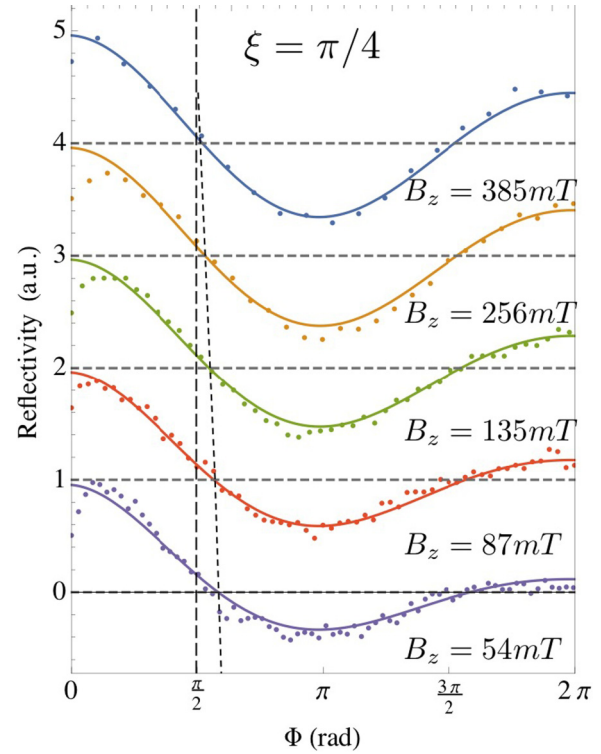 5
ξ = π/4
4
B_z = 385mT
3
B_z = 256mT
2
B_z = 135mT
1
B_z = 87mT
0
B_z = 54mT
Reflectivity (a.u.)
0 π/2 π 3π/2 2 π
Φ (rad)